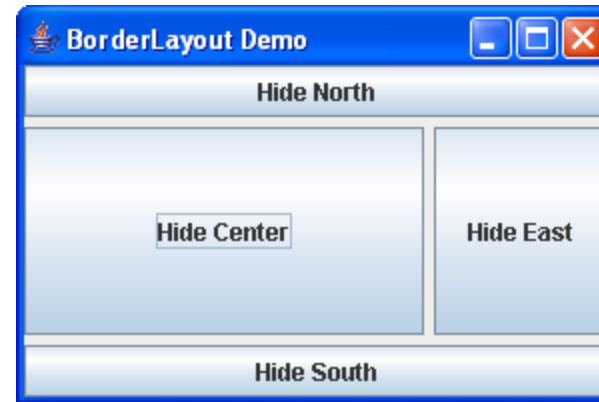 BorderLayout Demo
Hide North
Hide Center
Hide East
Hide South